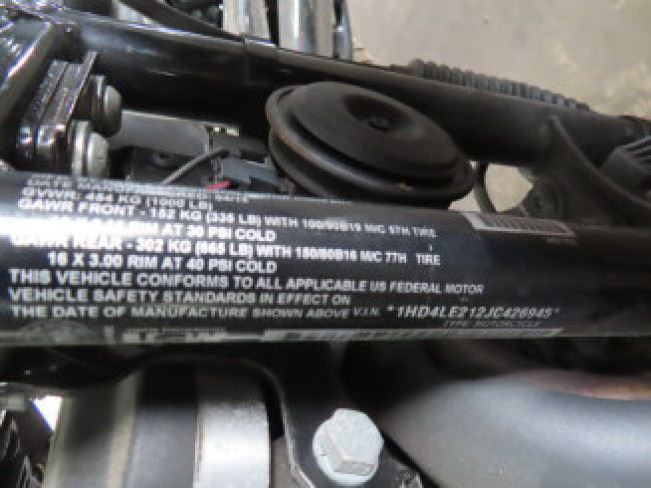 DATE
GVWR: 454 KG (1000 LB)
GAWR FRONT - 152 KG (335 LB) WITH 100/90B19 M/C 57H TIRE
RIM AT 30 PSI COLD
GAWR REAR - 302 KG (665 LB) WITH 150/80B16 M/C 77H TIRE
16 X 3.00 RIM AT 40 PSI COLD
THIS VEHICLE CONFORMS TO ALL APPLICABLE US FEDERAL MOTOR
VEHICLE SAFETY STANDARDS IN EFFECT ON
THE DATE OF MANUFACTURE SHOWN ABOVE V.I.N. *1HD4LE212JC426945*
TYPE: MOTORCYCLE